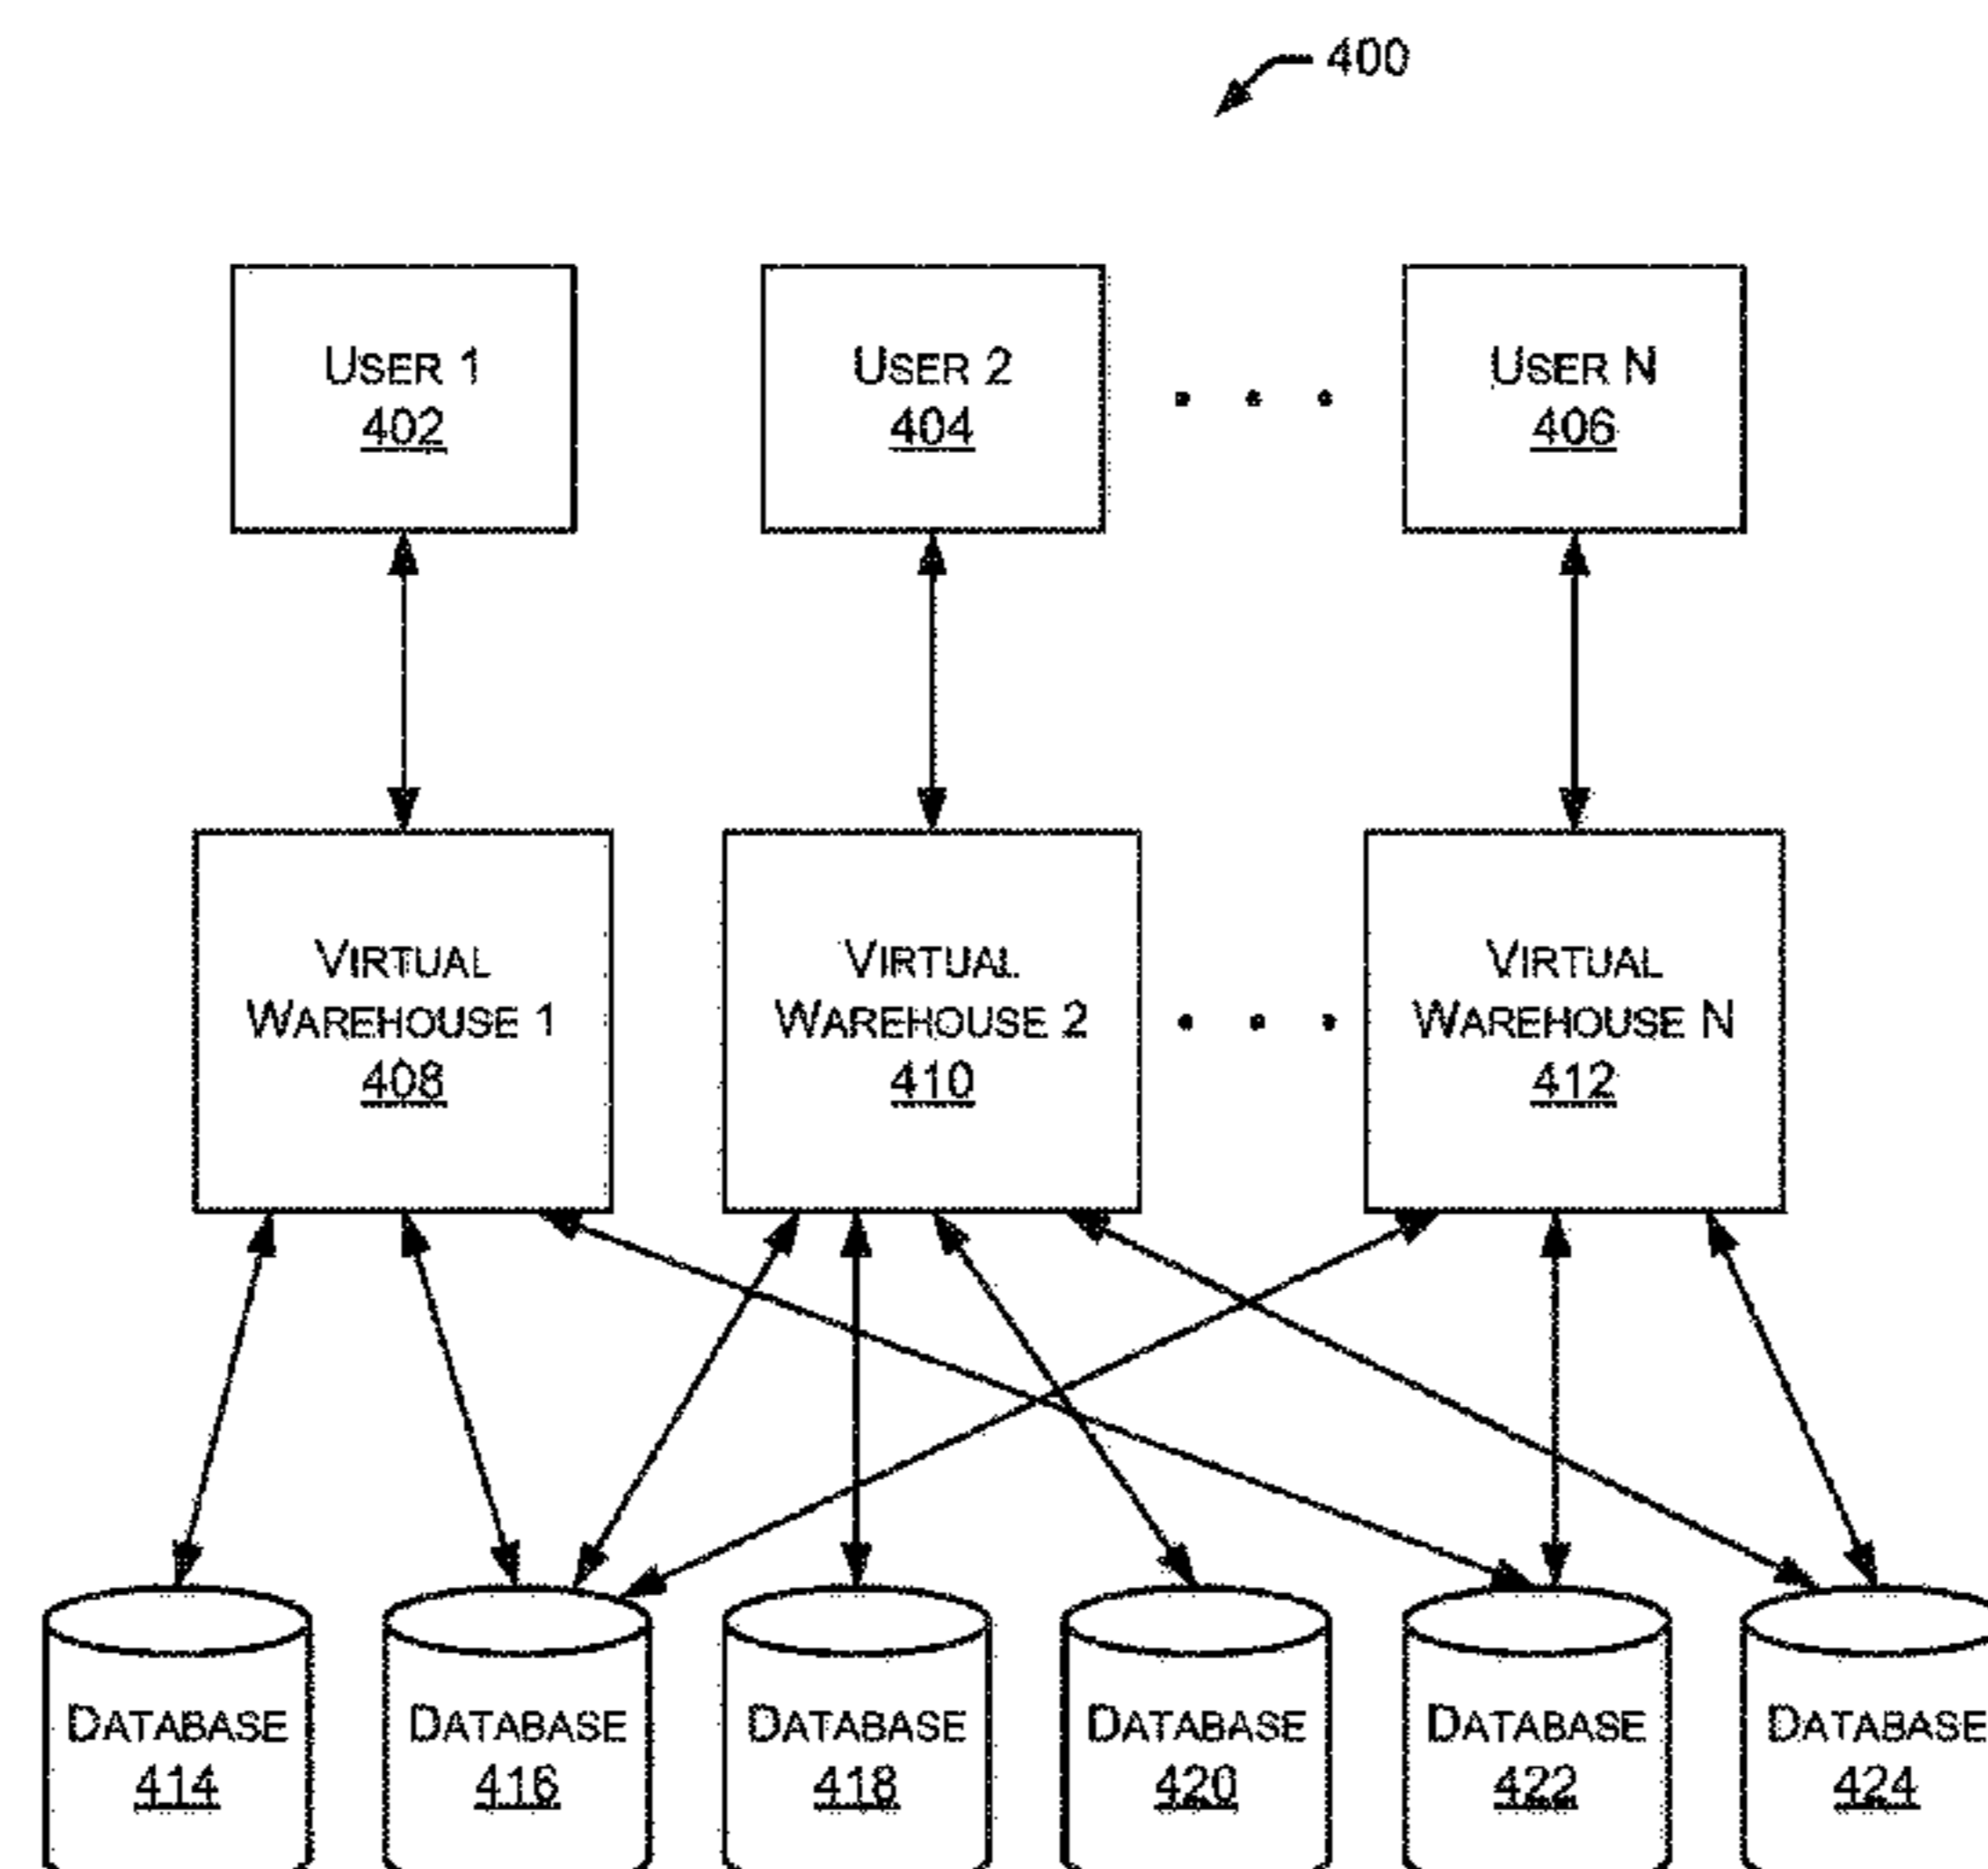 400
USER 1
402
USER 2
404
USER N
406
VIRTUAL
WAREHOUSE 1
408
VIRTUAL
WAREHOUSE 2
410
VIRTUAL
WAREHOUSE N
412
DATABASE
414
DATABASE
416
DATABASE
418
DATABASE
420
DATABASE
422
DATABASE
424